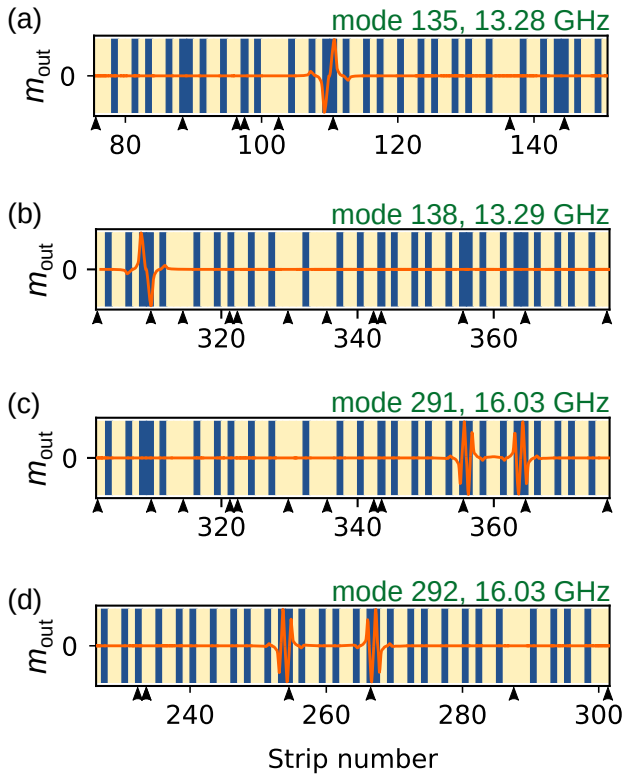 (a)
mode 135, 13.28 GHz
m_out
0
80 100 120 140
(b)
mode 138, 13.29 GHz
m_out
0
320 340 360
(c)
mode 291, 16.03 GHz
m_out
0
320 340 360
(d)
mode 292, 16.03 GHz
m_out
0
240 260 280 300
Strip number